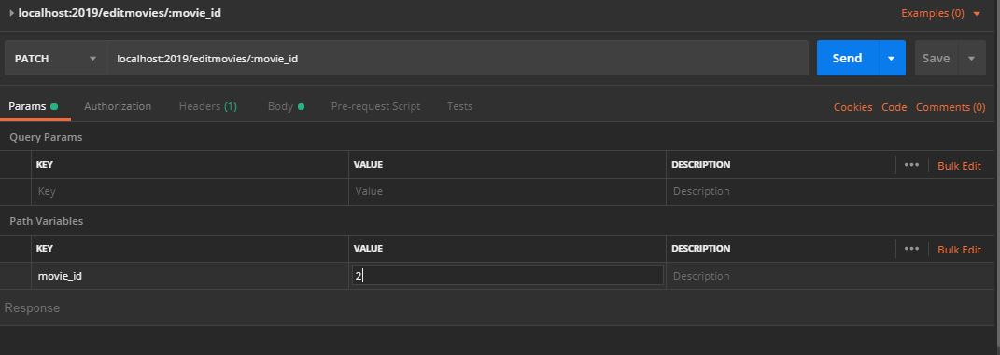 localhost:2019/editmovies/:movie_id Examples (0)
PATCH localhost:2019/editmovies/:movie_id Send Save
Params Authorization Headers (1) Body Pre-request Script Tests Cookies Code Comments (0)
Query Params
KEY VALUE DESCRIPTION ••• Bulk Edit
Key Value Description
Path Variables
KEY VALUE DESCRIPTION ••• Bulk Edit
movie_id 2 Description
Response